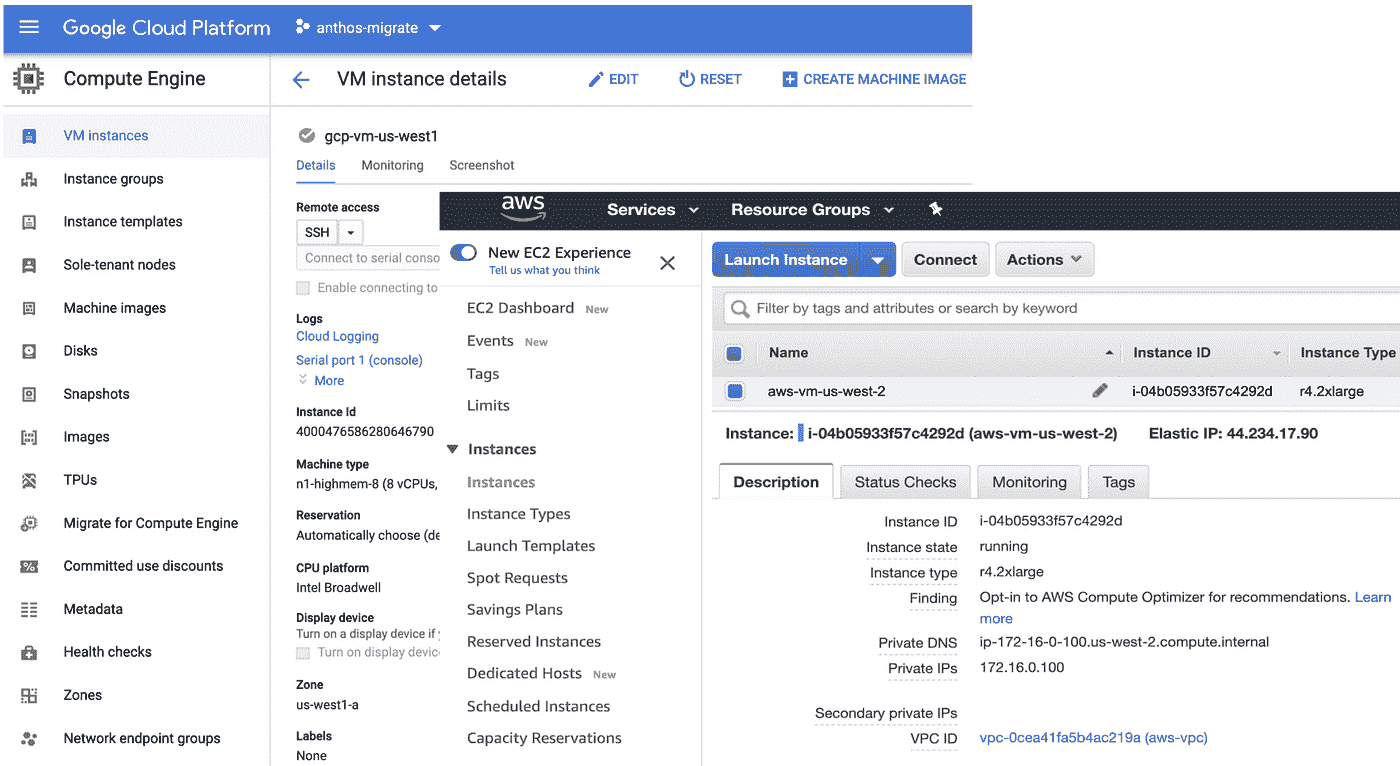 Google Cloud Platform
anthos-migrate
Compute Engine
VM instance details
EDIT
RESET
CREATE MACHINE IMAGE
VM instances
Instance groups
Instance templates
Sole-tenant nodes
Machine images
Disks
Snapshots
Images
TPUs
Migrate for Compute Engine
Committed use discounts
Metadata
Health checks
Zones
Network endpoint groups
gcp-vm-us-west1
Details
Monitoring
Screenshot
Remote access
SSH
Connect to serial conso
Enable connecting to
Logs
Cloud Logging
Serial port 1 (console)
More
Instance Id
4000476586280646790
Machine type
n1-highmem-8 (8 vCPUs,
Reservation
Automatically choose (de
CPU platform
Intel Broadwell
Display device
Turn on a display device if
Turn on display device
Zone
us-west1-a
Labels
None
aws
Services
Resource Groups
New EC2 Experience
Tell us what you think
EC2 Dashboard New
Events New
Tags
Limits
Instances
Instances
Instance Types
Launch Templates
Spot Requests
Savings Plans
Reserved Instances
Dedicated Hosts New
Scheduled Instances
Capacity Reservations
Launch Instance
Connect
Actions
Filter by tags and attributes or search by keyword
Name
Instance ID
Instance Type
aws-vm-us-west-2
i-04b05933f57c4292d
r4.2xlarge
Instance: i-04b05933f57c4292d (aws-vm-us-west-2)
Elastic IP: 44.234.17.90
Description
Status Checks
Monitoring
Tags
Instance ID i-04b05933f57c4292d
Instance state running
Instance type r4.2xlarge
Finding Opt-in to AWS Compute Optimizer for recommendations. Learn
more
Private DNS ip-172-16-0-100.us-west-2.compute.internal
Private IPs 172.16.0.100
Secondary private IPs
VPC ID vpc-0cea41fa5b4ac219a (aws-vpc)